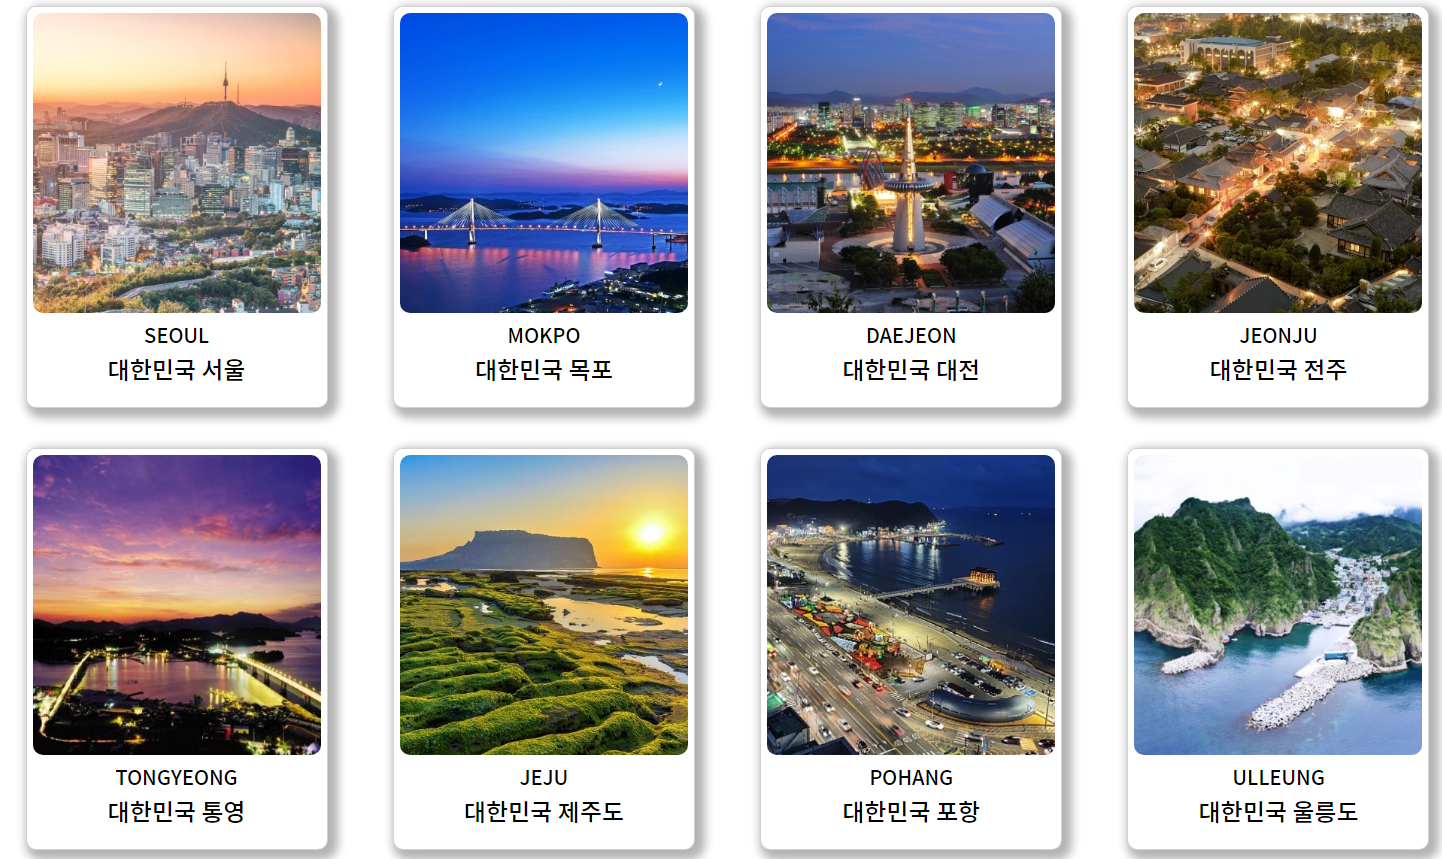 SEOUL
대한민국 서울
MOKPO
대한민국 목포
DAEJEON
대한민국 대전
JEONJU
대한민국 전주
TONGYEONG
대한민국 통영
JEJU
대한민국 제주도
POHANG
대한민국 포항
ULLEUNG
대한민국 울릉도